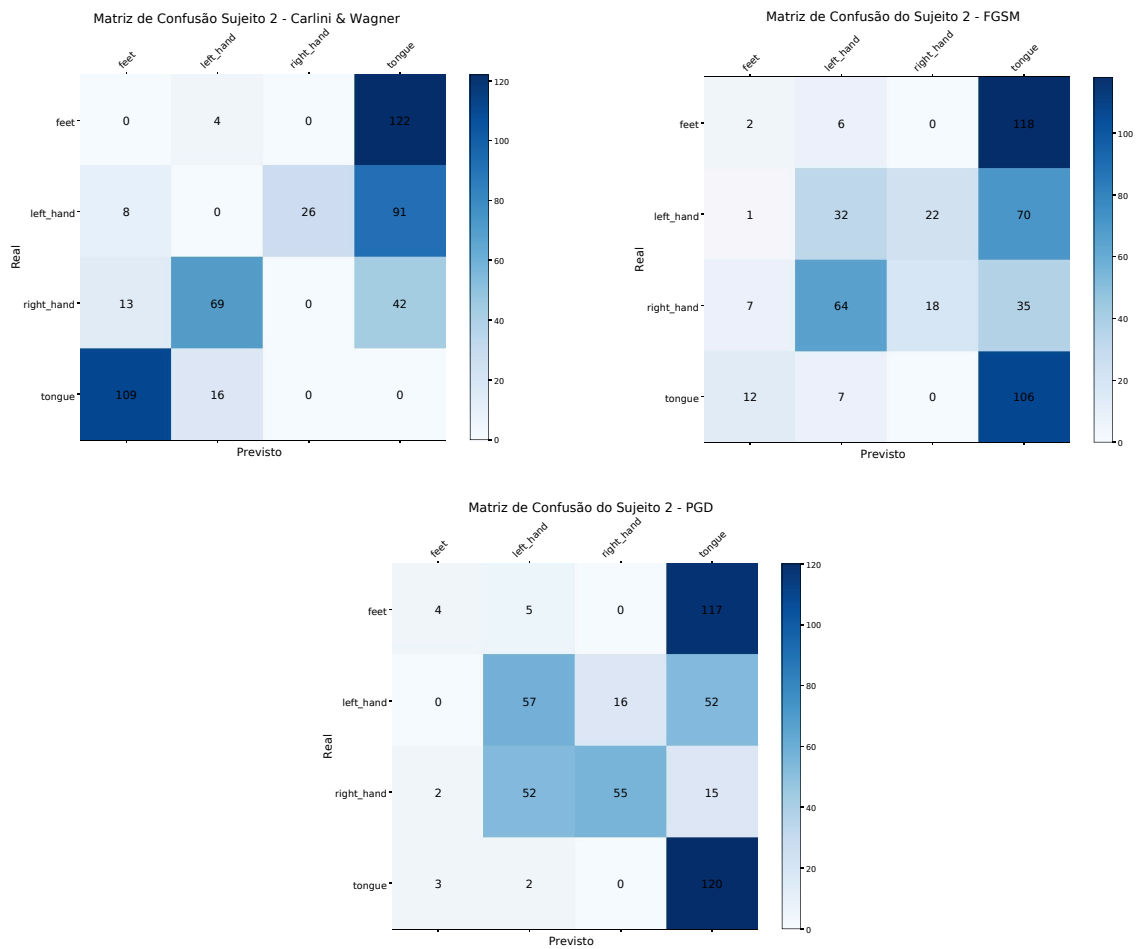 Matriz de Confusão Sujeito 2 - Carlini & Wagner
feet left_hand right_hand tongue
feet 0 4 0 122
left_hand 8 0 26 91
right_hand 13 69 0 42
tongue 109 16 0 0
Real
Previsto
120
100
80
60
40
20
0
Matriz de Confusão do Sujeito 2 - FGSM
feet left_hand right_hand tongue
feet 2 6 0 118
left_hand 1 32 22 70
right_hand 7 64 18 35
tongue 12 7 0 106
Real
Previsto
100
80
60
40
20
0
Matriz de Confusão do Sujeito 2 - PGD
feet left_hand right_hand tongue
feet 4 5 0 117
left_hand 0 57 16 52
right_hand 2 52 55 15
tongue 3 2 0 120
Real
Previsto
120
100
80
60
40
20
0